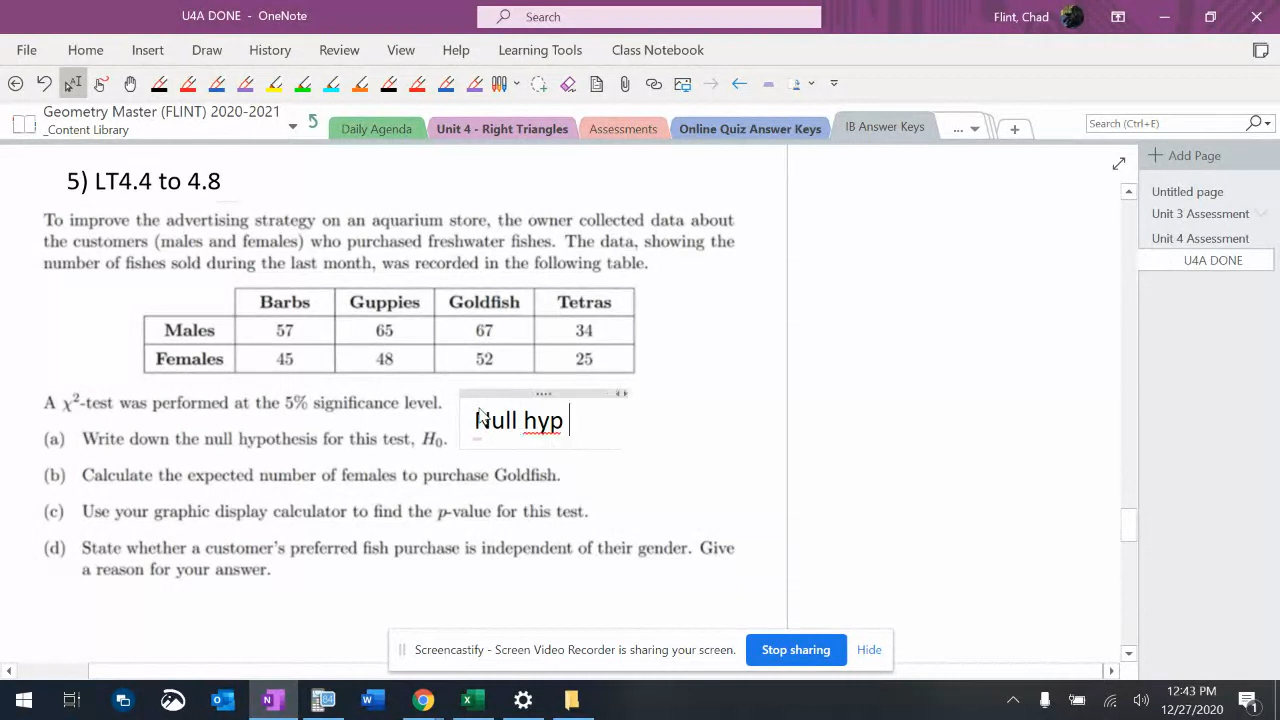 U4A DONE - OneNote
Search
Flint, Chad
File Home Insert Draw History Review View Help Learning Tools Class Notebook
Geometry Master (FLINT) 2020-2021
_Content Library
Daily Agenda Unit 4 - Right Triangles Assessments Online Quiz Answer Keys IB Answer Keys ... Search (Ctrl+E)
Add Page
Untitled page
Unit 3 Assessment
Unit 4 Assessment
U4A DONE
5) LT4.4 to 4.8
To improve the advertising strategy on an aquarium store, the owner collected data about
the customers (males and females) who purchased freshwater fishes. The data, showing the
number of fishes sold during the last month, was recorded in the following table.
Barbs Guppies Goldfish Tetras
Males 57 65 67 34
Females 45 48 52 25
A χ²-test was performed at the 5% significance level.
Null hyp
(a) Write down the null hypothesis for this test, H₀.
(b) Calculate the expected number of females to purchase Goldfish.
(c) Use your graphic display calculator to find the p-value for this test.
(d) State whether a customer's preferred fish purchase is independent of their gender. Give
a reason for your answer.
Screencastify - Screen Video Recorder is sharing your screen. Stop sharing Hide
12:43 PM
12/27/2020